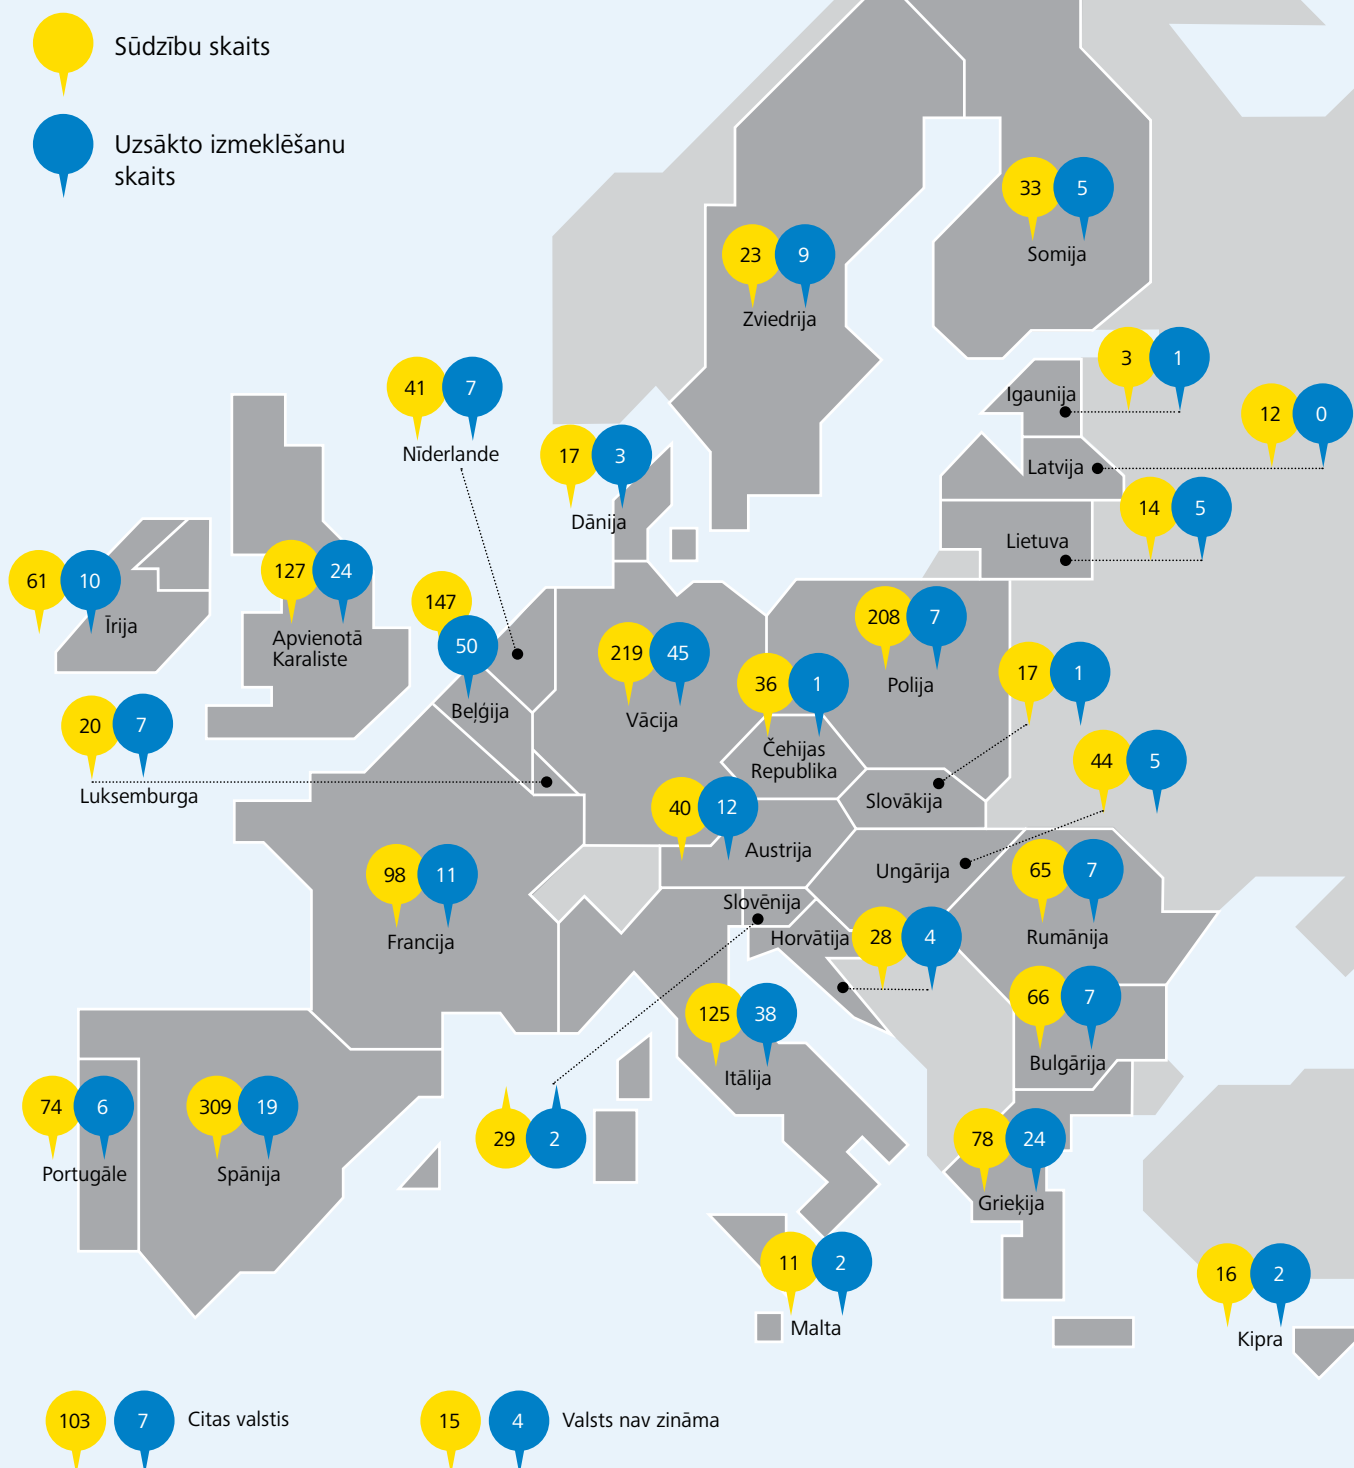 Sūdzību skaits
Uzsākto izmeklēšanu
skaits
33 5
Somija
23 9
Zviedrija
3 1
Igaunija
12 0
Latvija
14 5
Lietuva
41 7
Nīderlande
17 3
Dānija
61 10
Īrija
127 24
Apvienotā
Karaliste
147
50
Beļģija
219 45
Vācija
208 7
Polija
36 1
Čehijas
Republika
17 1
Slovākija
20 7
Luksemburga
44 5
Ungārija
40 12
Austrija
98 11
Francija
65 7
Rumānija
Slovēnija
29 2
Horvātija
28 4
125 38
Itālija
66 7
Bulgārija
74 6
Portugāle
309 19
Spānija
78 24
Grieķija
11 2
Malta
16 2
Kipra
103 7 Citas valstis
15 4 Valsts nav zināma